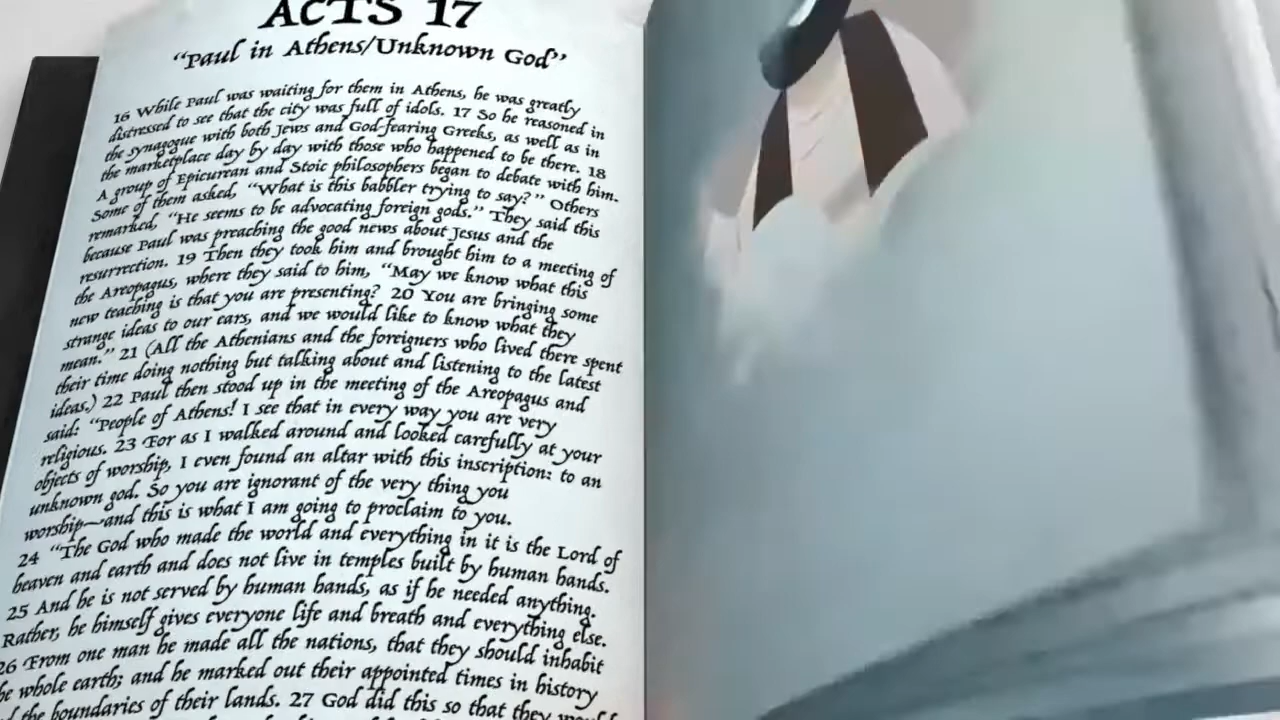 ACTS 17
“Paul in Athens/Unknown God”
16 While Paul was waiting for them in Athens, he was greatly
distressed to see that the city was full of idols. 17 So he reasoned in
the synagogue with both Jews and God-fearing Greeks, as well as in
the marketplace day by day with those who happened to be there. 18
A group of Epicurean and Stoic philosophers began to debate with him.
Some of them asked, “What is this babbler trying to say?” Others
remarked, “He seems to be advocating foreign gods.” They said this
because Paul was preaching the good news about Jesus and the
resurrection. 19 Then they took him and brought him to a meeting of
the Areopagus, where they said to him, “May we know what this
new teaching is that you are presenting? 20 You are bringing some
strange ideas to our ears, and we would like to know what they
mean.” 21 (All the Athenians and the foreigners who lived there spent
their time doing nothing but talking about and listening to the latest
ideas.) 22 Paul then stood up in the meeting of the Areopagus and
said: “People of Athens! I see that in every way you are very
religious. 23 For as I walked around and looked carefully at your
objects of worship, I even found an altar with this inscription: to an
unknown god. So you are ignorant of the very thing you
worship—and this is what I am going to proclaim to you.
24 “The God who made the world and everything in it is the Lord of
heaven and earth and does not live in temples built by human hands.
25 And he is not served by human hands, as if he needed anything.
Rather, he himself gives everyone life and breath and everything else.
26 From one man he made all the nations, that they should inhabit
he whole earth; and he marked out their appointed times in history
d the boundaries of their lands. 27 God did this so that they would